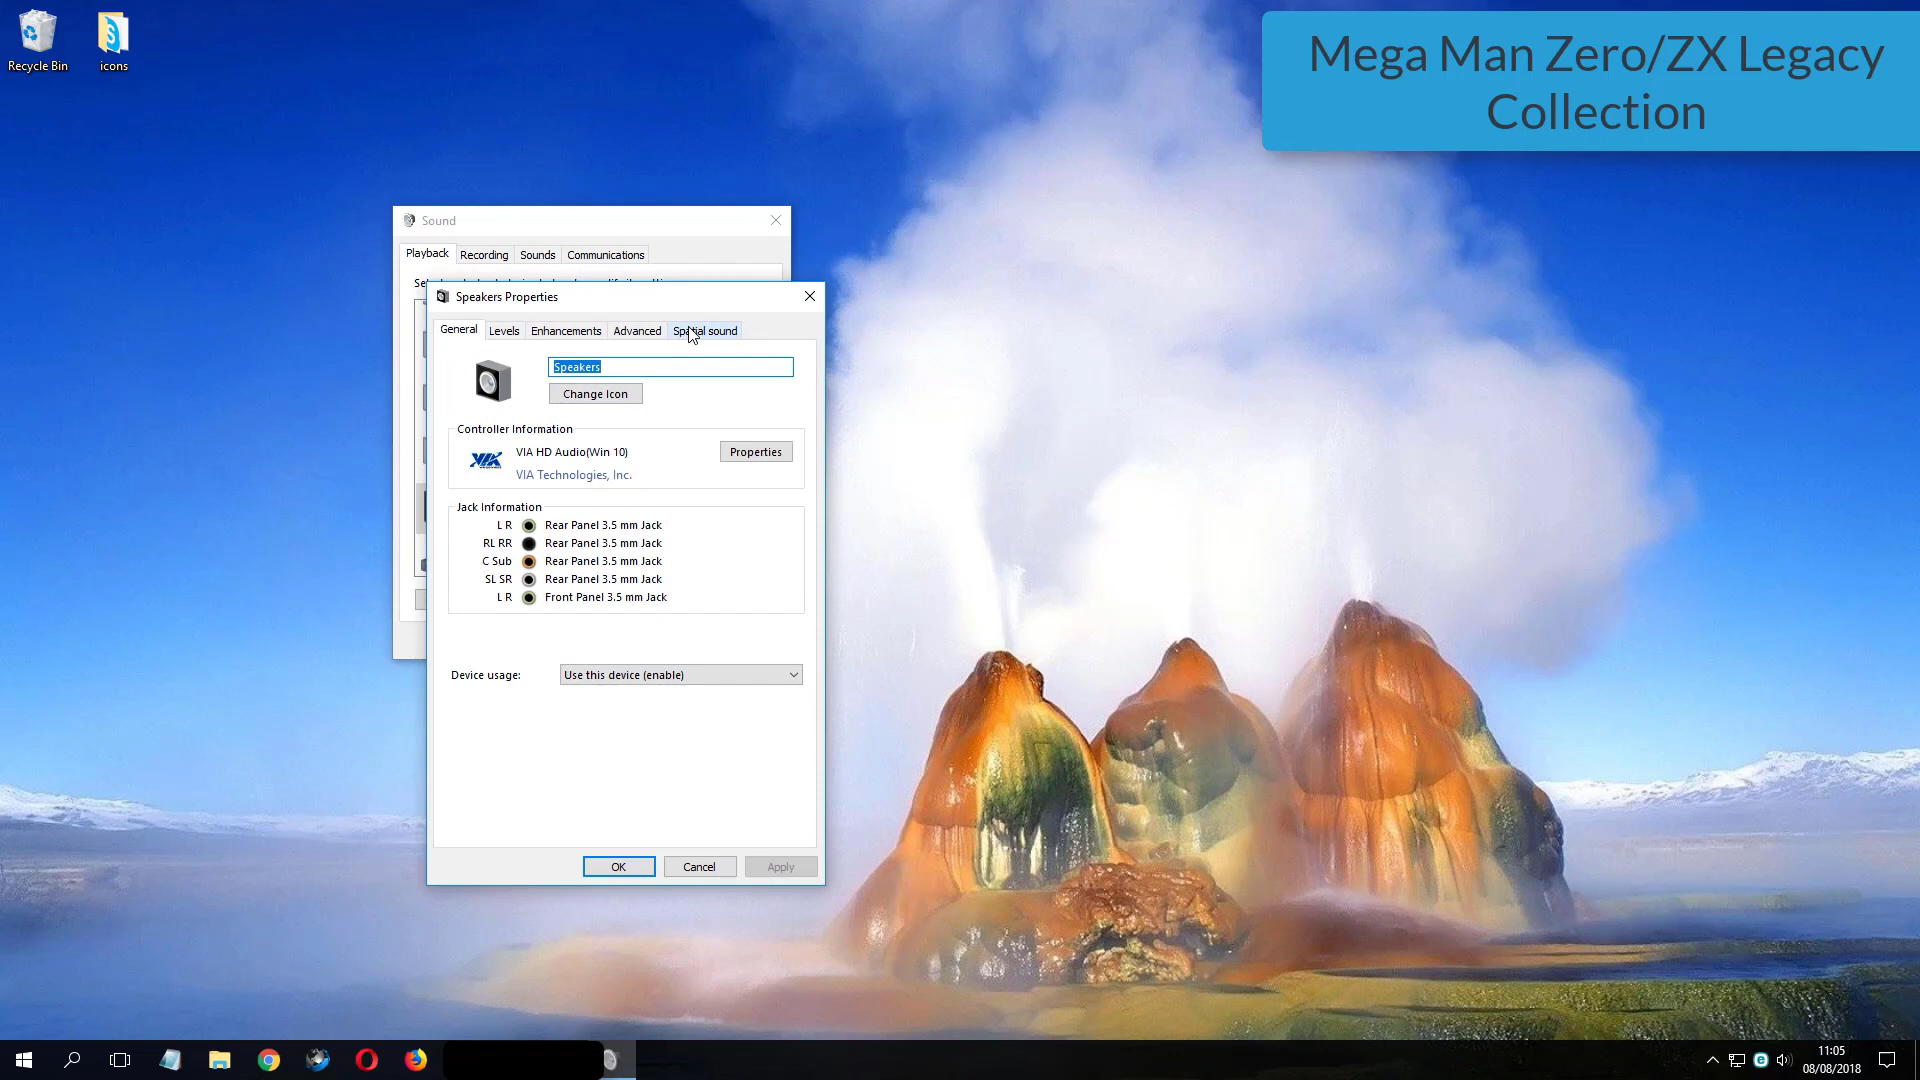 Recycle Bin
icons
Mega Man Zero/ZX Legacy
Collection
Sound
Playback Recording Sounds Communications
Speakers Properties
General Levels Enhancements Advanced Spatial sound
Speakers
Change Icon
Controller Information
VIA HD Audio(Win 10)
Properties
VIA Technologies, Inc.
Jack Information
L R Rear Panel 3.5 mm Jack
RL RR Rear Panel 3.5 mm Jack
C Sub Rear Panel 3.5 mm Jack
SL SR Rear Panel 3.5 mm Jack
L R Front Panel 3.5 mm Jack
Device usage: Use this device (enable)
OK Cancel Apply
11:05
08/08/2018